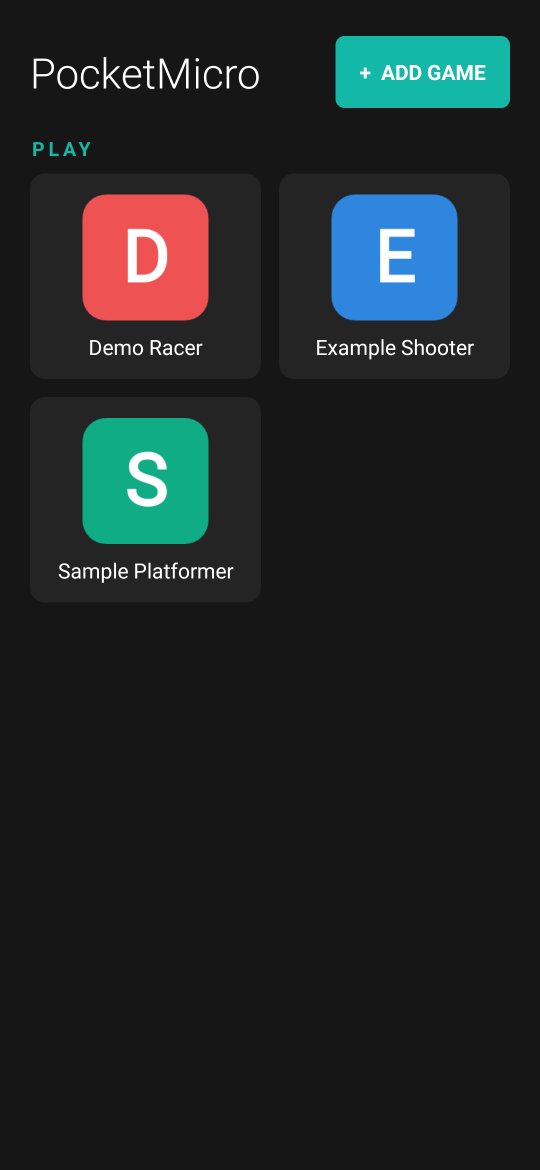 PocketMicro
+ ADD GAME
PLAY
D
E
Demo Racer
Example Shooter
S
Sample Platformer